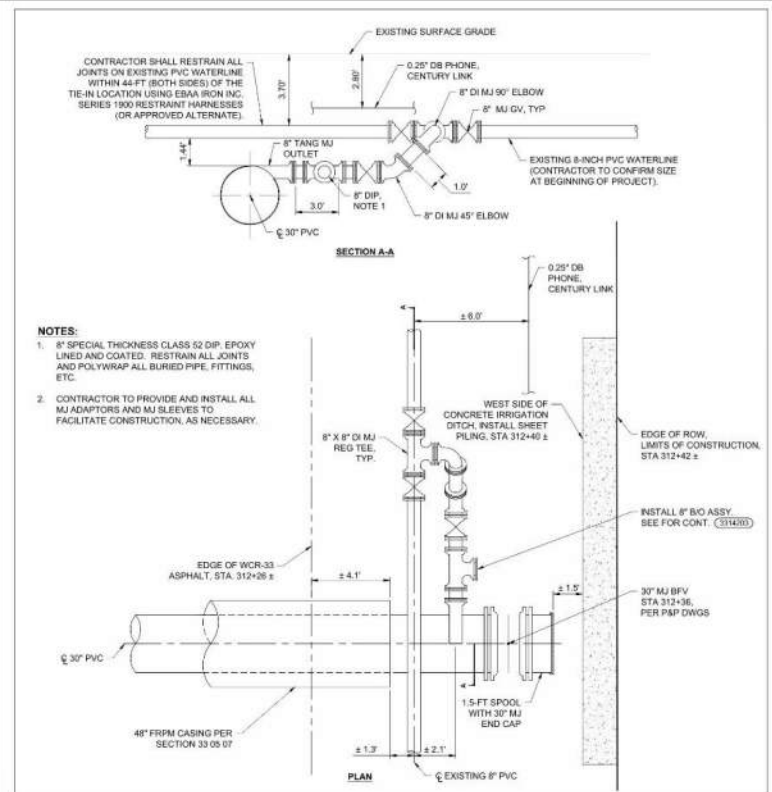 EXISTING SURFACE GRADE
CONTRACTOR SHALL RESTRAIN ALL
JOINTS ON EXISTING PVC WATERLINE
WITHIN 44-FT (BOTH SIDES) OF THE
TIE-IN LOCATION USING EBAA IRON INC.
SERIES 1900 RESTRAINT HARNESSES
(OR APPROVED ALTERNATE).
3.70'
2.80'
0.25" DB PHONE,
CENTURY LINK
8" DI MJ 90° ELBOW
8" MJ GV, TYP
1.44'
8" TANG MJ
OUTLET
EXISTING 8-INCH PVC WATERLINE
(CONTRACTOR TO CONFIRM SIZE
AT BEGINNING OF PROJECT).
1.0'
8" DIP,
NOTE 1
3.0'
8" DI MJ 45° ELBOW
℄ 30" PVC
SECTION A-A
0.25" DB
PHONE,
CENTURY LINK
A
± 6.0'
NOTES:
1. 8" SPECIAL THICKNESS CLASS 52 DIP, EPOXY
LINED AND COATED. RESTRAIN ALL JOINTS
AND POLYWRAP ALL BURIED PIPE, FITTINGS,
ETC.
2. CONTRACTOR TO PROVIDE AND INSTALL ALL
MJ ADAPTORS AND MJ SLEEVES TO
FACILITATE CONSTRUCTION, AS NECESSARY.
WEST SIDE OF
CONCRETE IRRIGATION
DITCH, INSTALL SHEET
PILING, STA 312+40 ±
8" X 8" DI MJ
REG TEE,
TYP.
EDGE OF ROW,
LIMITS OF CONSTRUCTION,
STA 312+42 ±
INSTALL 8" B/O ASSY.
SEE FOR CONT. 3314203
EDGE OF WCR-33
ASPHALT, STA. 312+26 ±
± 4.1'
± 1.5'
30" MJ BFV
STA 312+36,
PER P&P DWGS
℄ 30" PVC
A
1.5-FT SPOOL
WITH 30" MJ
END CAP
48" FRPM CASING PER
SECTION 33 05 07
± 1.3'
± 2.1'
PLAN
℄ EXISTING 8" PVC